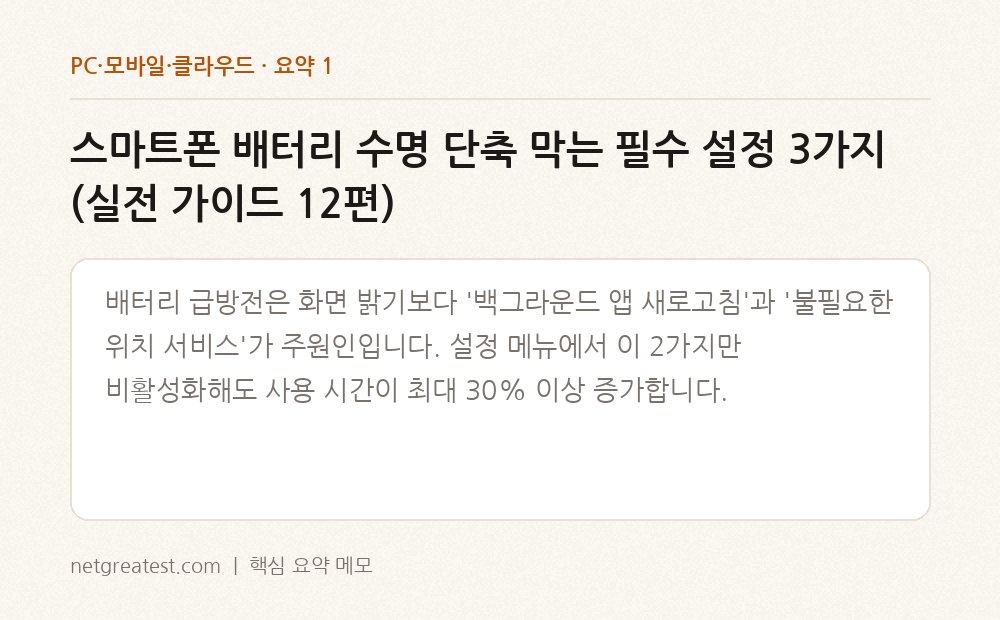 PC·모바일·클라우드 · 요약 1
스마트폰 배터리 수명 단축 막는 필수 설정 3가지
(실전 가이드 12편)
배터리 급방전은 화면 밝기보다 '백그라운드 앱 새로고침'과 '불필요한
위치 서비스'가 주원인입니다. 설정 메뉴에서 이 2가지만
비활성화해도 사용 시간이 최대 30% 이상 증가합니다.
netgreatest.com | 핵심 요약 메모